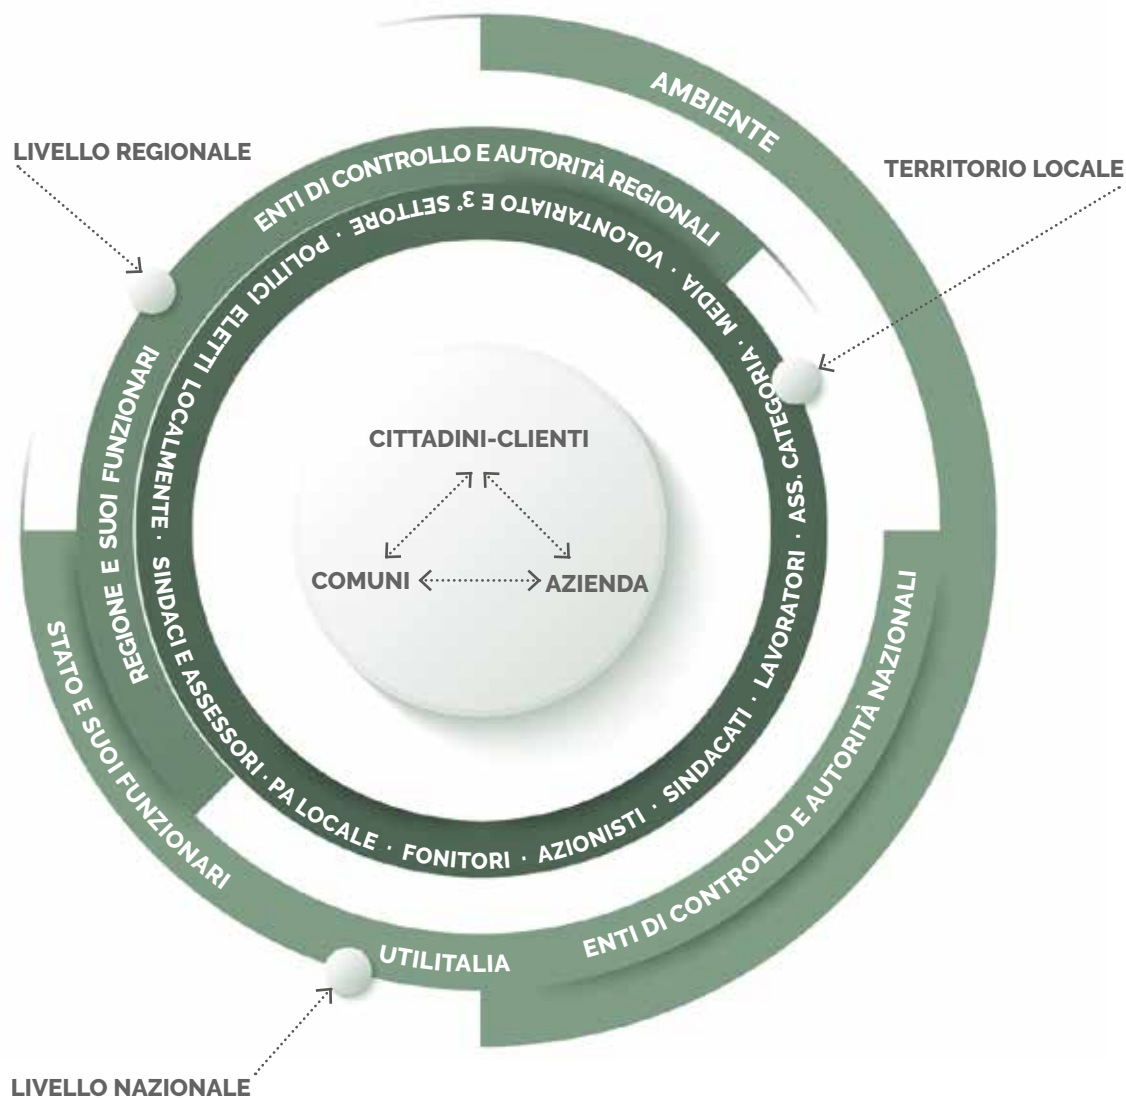 AMBIENTE
LIVELLO REGIONALE
TERRITORIO LOCALE
ENTI DI CONTROLLO E AUTORITÀ REGIONALI
REGIONE E SUOI FUNZIONARI
SINDACI E ASSESSORI · PA LOCALE · FONITORI · AZIONISTI · SINDACATI · LAVORATORI · ASS. CATEGORIA · MEDIA · VOLONTARIATO E 3° SETTORE · POLITICI ELETTI LOCALMENTE ·
CITTADINI-CLIENTI
COMUNI
AZIENDA
STATO E SUOI FUNZIONARI
UTILITALIA
ENTI DI CONTROLLO E AUTORITÀ NAZIONALI
LIVELLO NAZIONALE